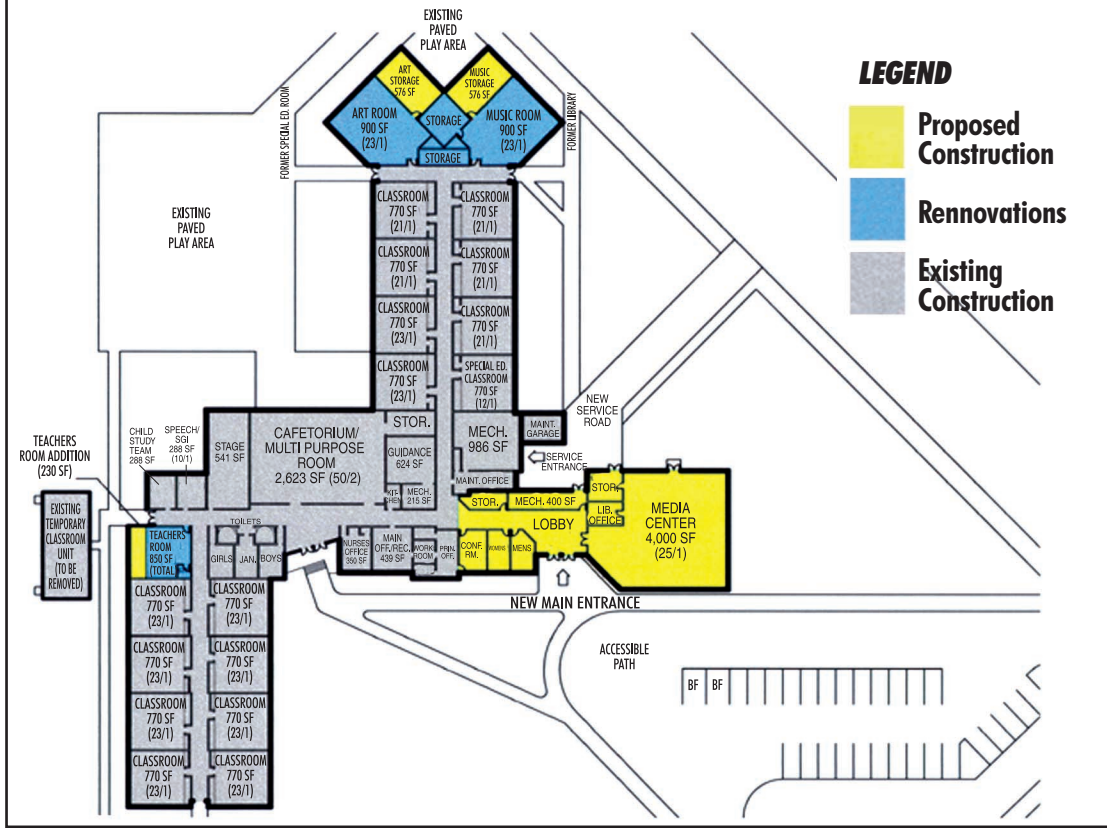 EXISTING
PAVED
PLAY AREA
LEGEND
Proposed
Construction
Rennovations
Existing
Construction
ART
STORAGE
576 SF
MUSIC
STORAGE
576 SF
ART ROOM
900 SF
(23/1)
STORAGE
MUSIC ROOM
900 SF
(23/1)
STORAGE
FORMER SPECIAL ED. ROOM
FORMER LIBRARY
EXISTING
PAVED
PLAY AREA
CLASSROOM
770 SF
(21/1)
CLASSROOM
770 SF
(21/1)
CLASSROOM
770 SF
(21/1)
CLASSROOM
770 SF
(21/1)
CLASSROOM
770 SF
(23/1)
CLASSROOM
770 SF
(21/1)
CLASSROOM
770 SF
(23/1)
SPECIAL ED.
CLASSROOM
770 SF
(12/1)
TEACHERS
ROOM ADDITION
(230 SF)
CHILD
STUDY
TEAM
288 SF
SPEECH/
SGI
288 SF
(10/1)
STAGE
541 SF
CAFETORIUM/
MULTI PURPOSE
ROOM
2,623 SF (50/2)
STOR.
GUIDANCE
624 SF
KIT-
CHEN
MECH.
215 SF
MECH.
986 SF
MAINT.
GARAGE
NEW
SERVICE
ROAD
SERVICE
ENTRANCE
MAINT. OFFICE
STOR.
MECH. 400 SF
STOR.
LIB.
OFFICE
LOBBY
MEDIA
CENTER
4,000 SF
(25/1)
EXISTING
TEMPORARY
CLASSROOM
UNIT
(TO BE
REMOVED)
TEACHERS
ROOM
850 SF
(TOTAL)
TOILETS
GIRLS
JAN.
BOYS
NURSES
OFFICE
350 SF
MAIN
OFF./REC.
439 SF
WORK
ROOM
PRIN.
OFF.
CONF.
RM.
WOMENS
MENS
NEW MAIN ENTRANCE
CLASSROOM
770 SF
(23/1)
CLASSROOM
770 SF
(23/1)
CLASSROOM
770 SF
(23/1)
CLASSROOM
770 SF
(23/1)
CLASSROOM
770 SF
(23/1)
CLASSROOM
770 SF
(23/1)
CLASSROOM
770 SF
(23/1)
CLASSROOM
770 SF
(23/1)
ACCESSIBLE
PATH
BF
BF